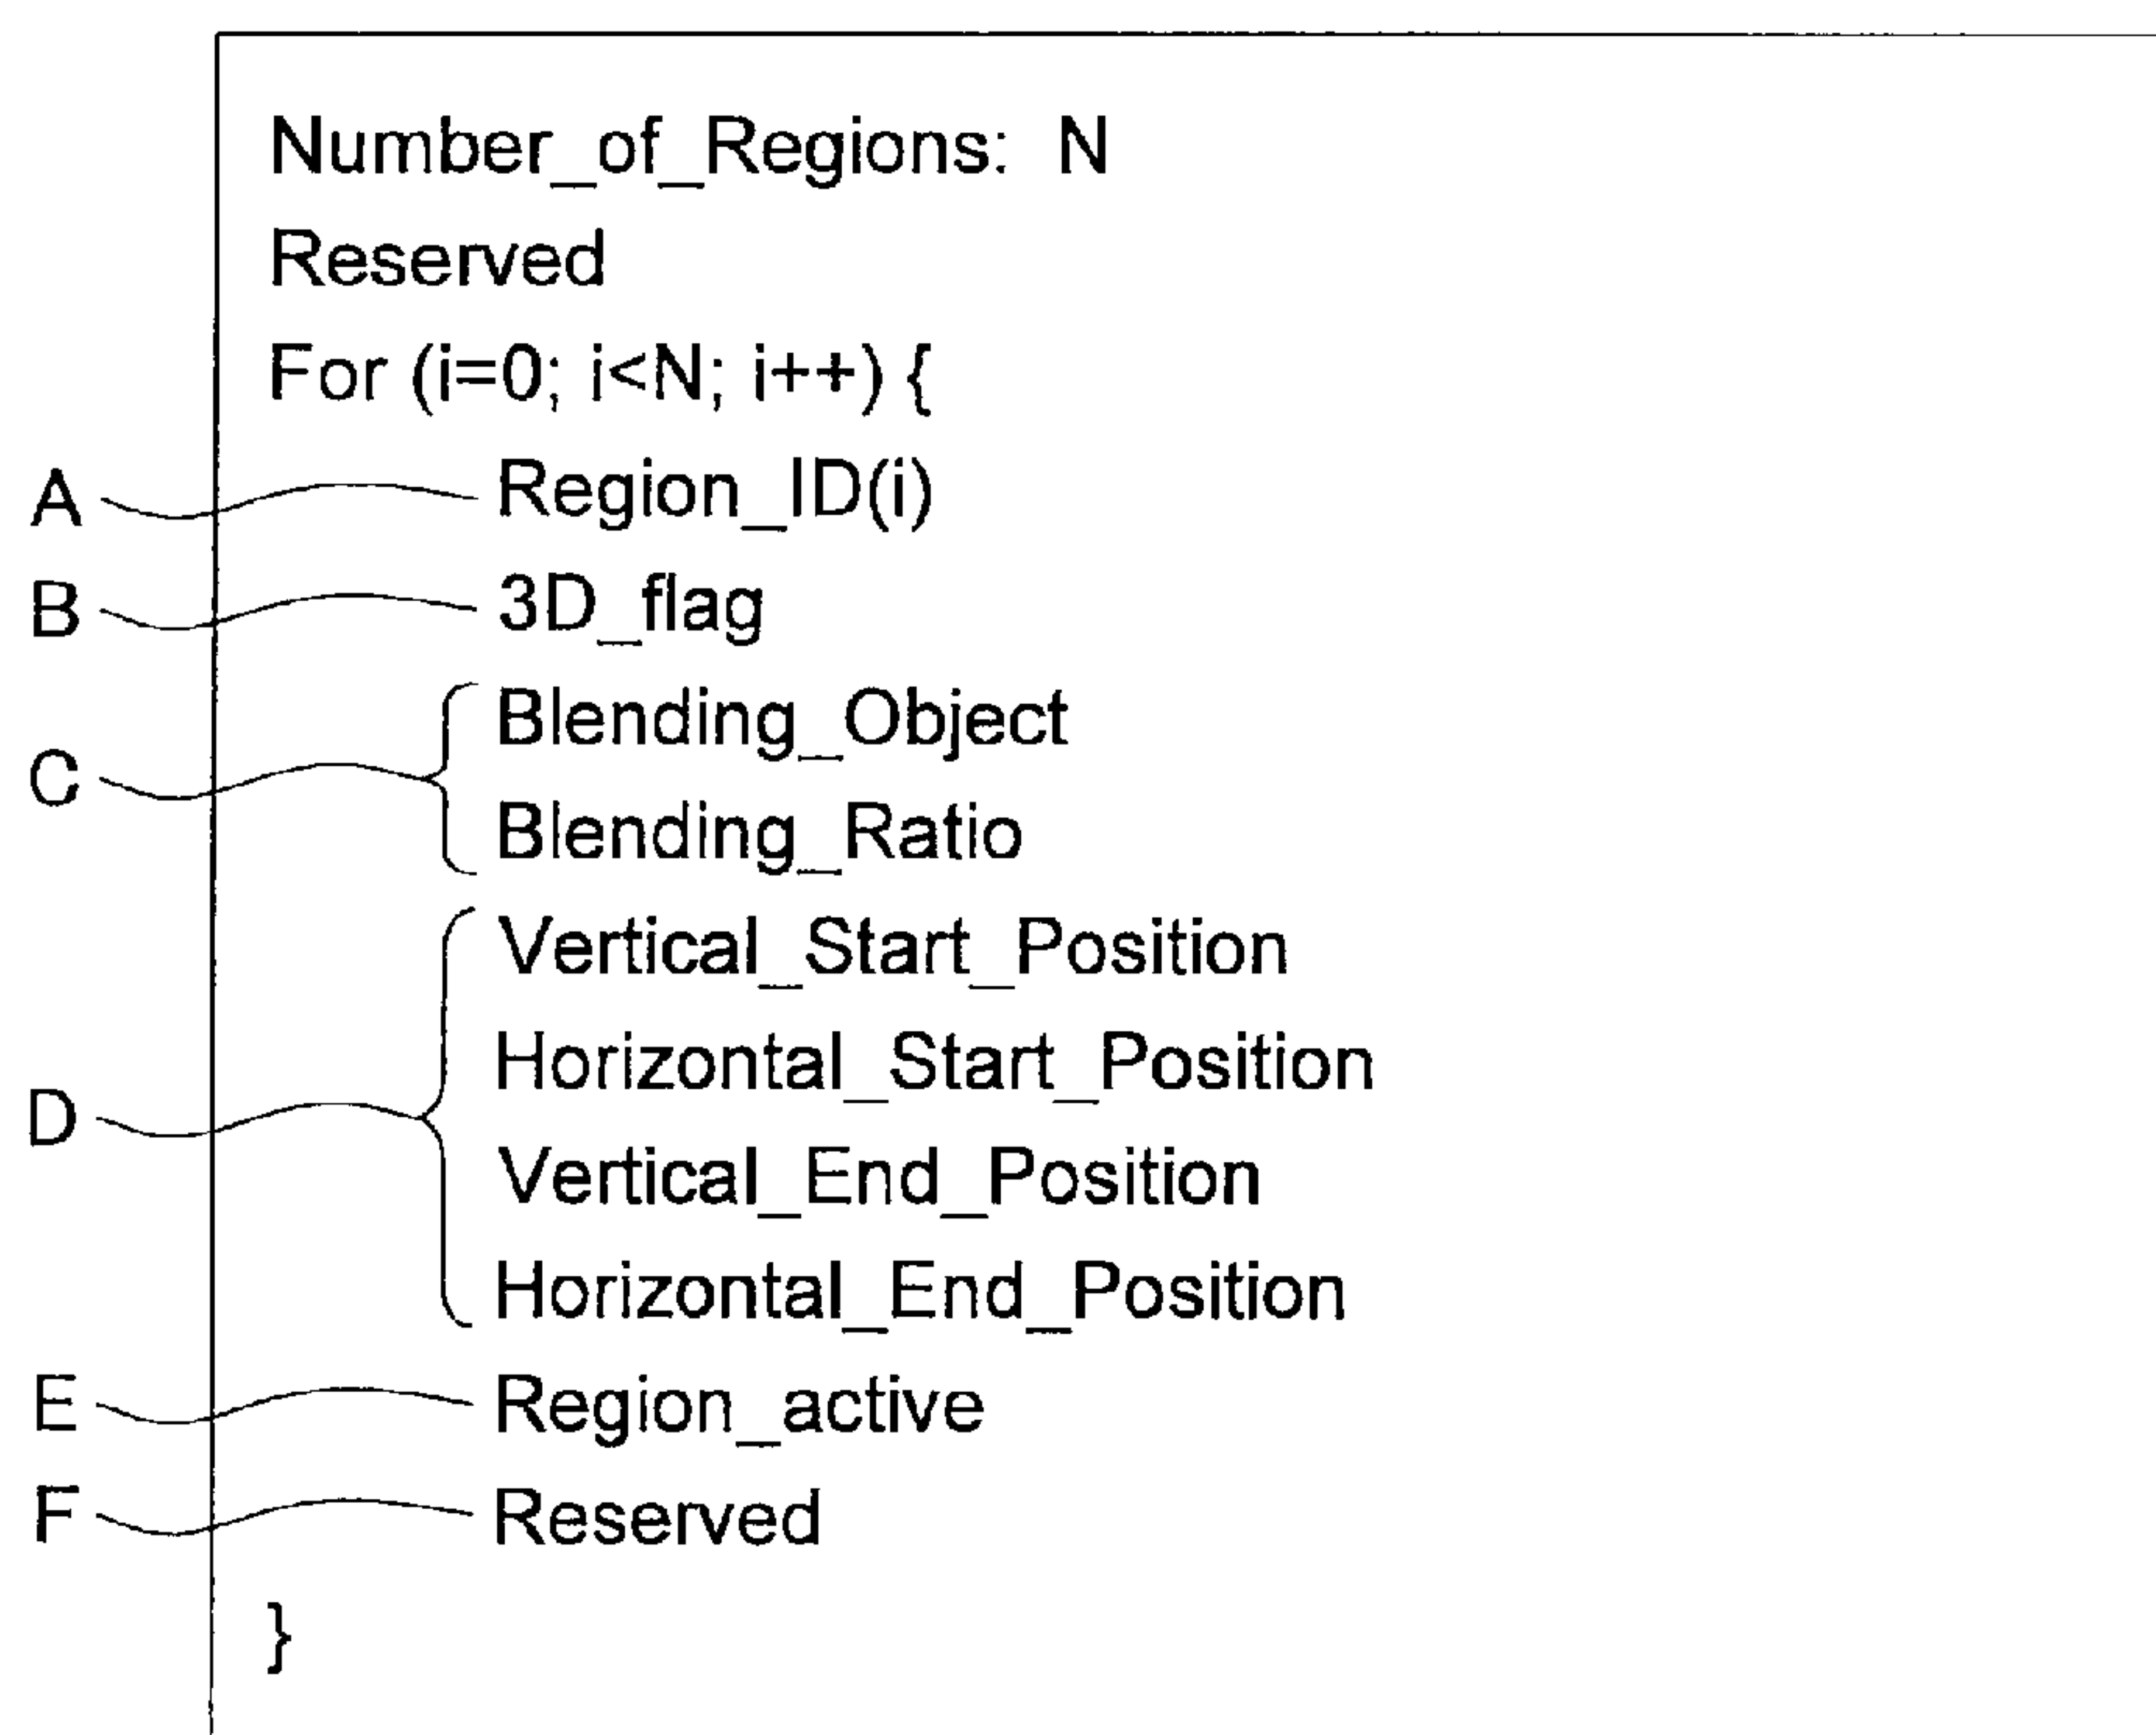 Number_of_Regions: N
Reserved
For (i=0; i<N; i++) {
A Region_ID(i)
B 3D_flag
Blending_Object
C
Blending_Ratio
Vertical_Start_Position
Horizontal_Start_Position
D
Vertical_End_Position
Horizontal_End_Position
E Region_active
F Reserved
}